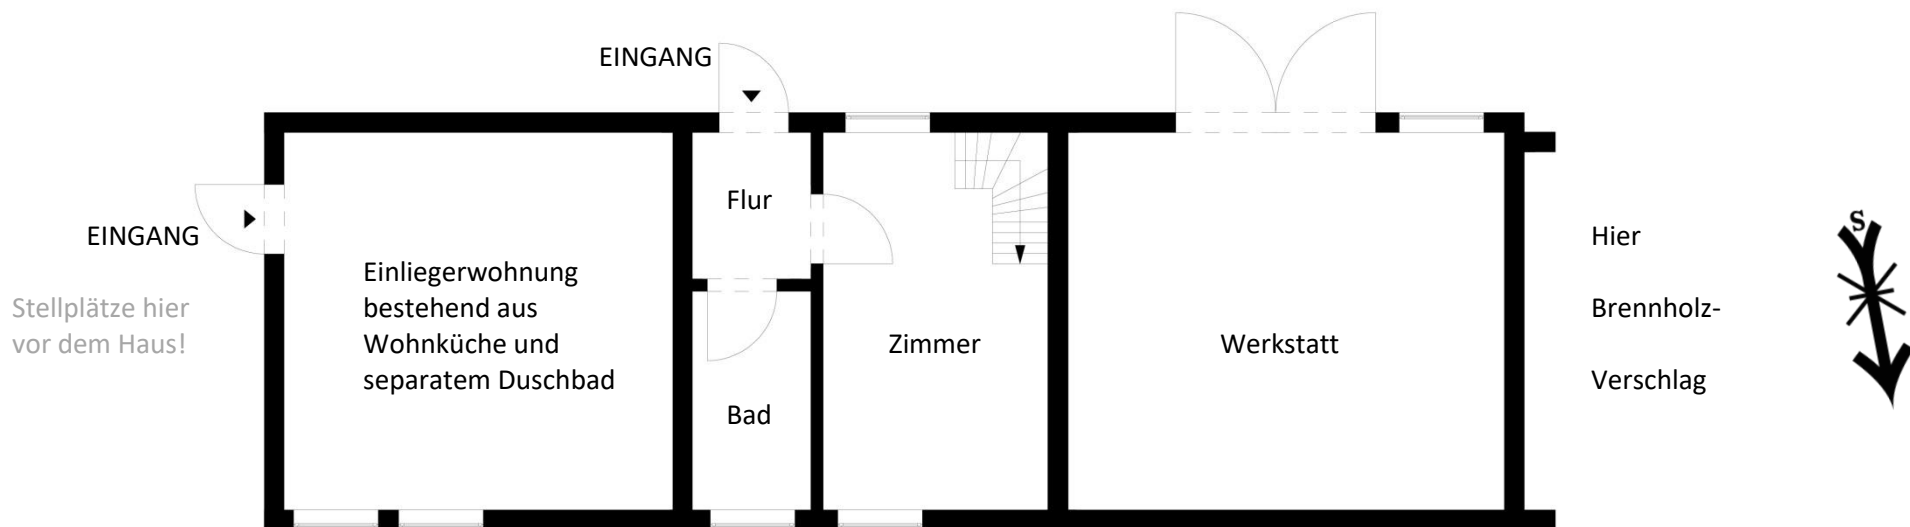 EINGANG
EINGANG
Stellplätze hier
vor dem Haus!
Einliegerwohnung
bestehend aus
Wohnküche und
separatem Duschbad
Flur
Bad
Zimmer
Werkstatt
Hier
Brennholz-
Verschlag
S